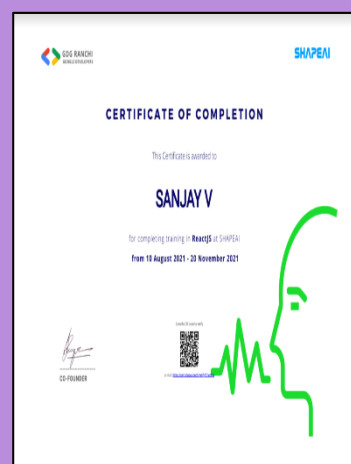 GDG RANCHI
SHAPEAI
CERTIFICATE OF COMPLETION
This Certificate is awarded to
SANJAY V
for completing training in ReactJS at SHAPEAI
from 10 August 2021 - 20 November 2021
CO-FOUNDER